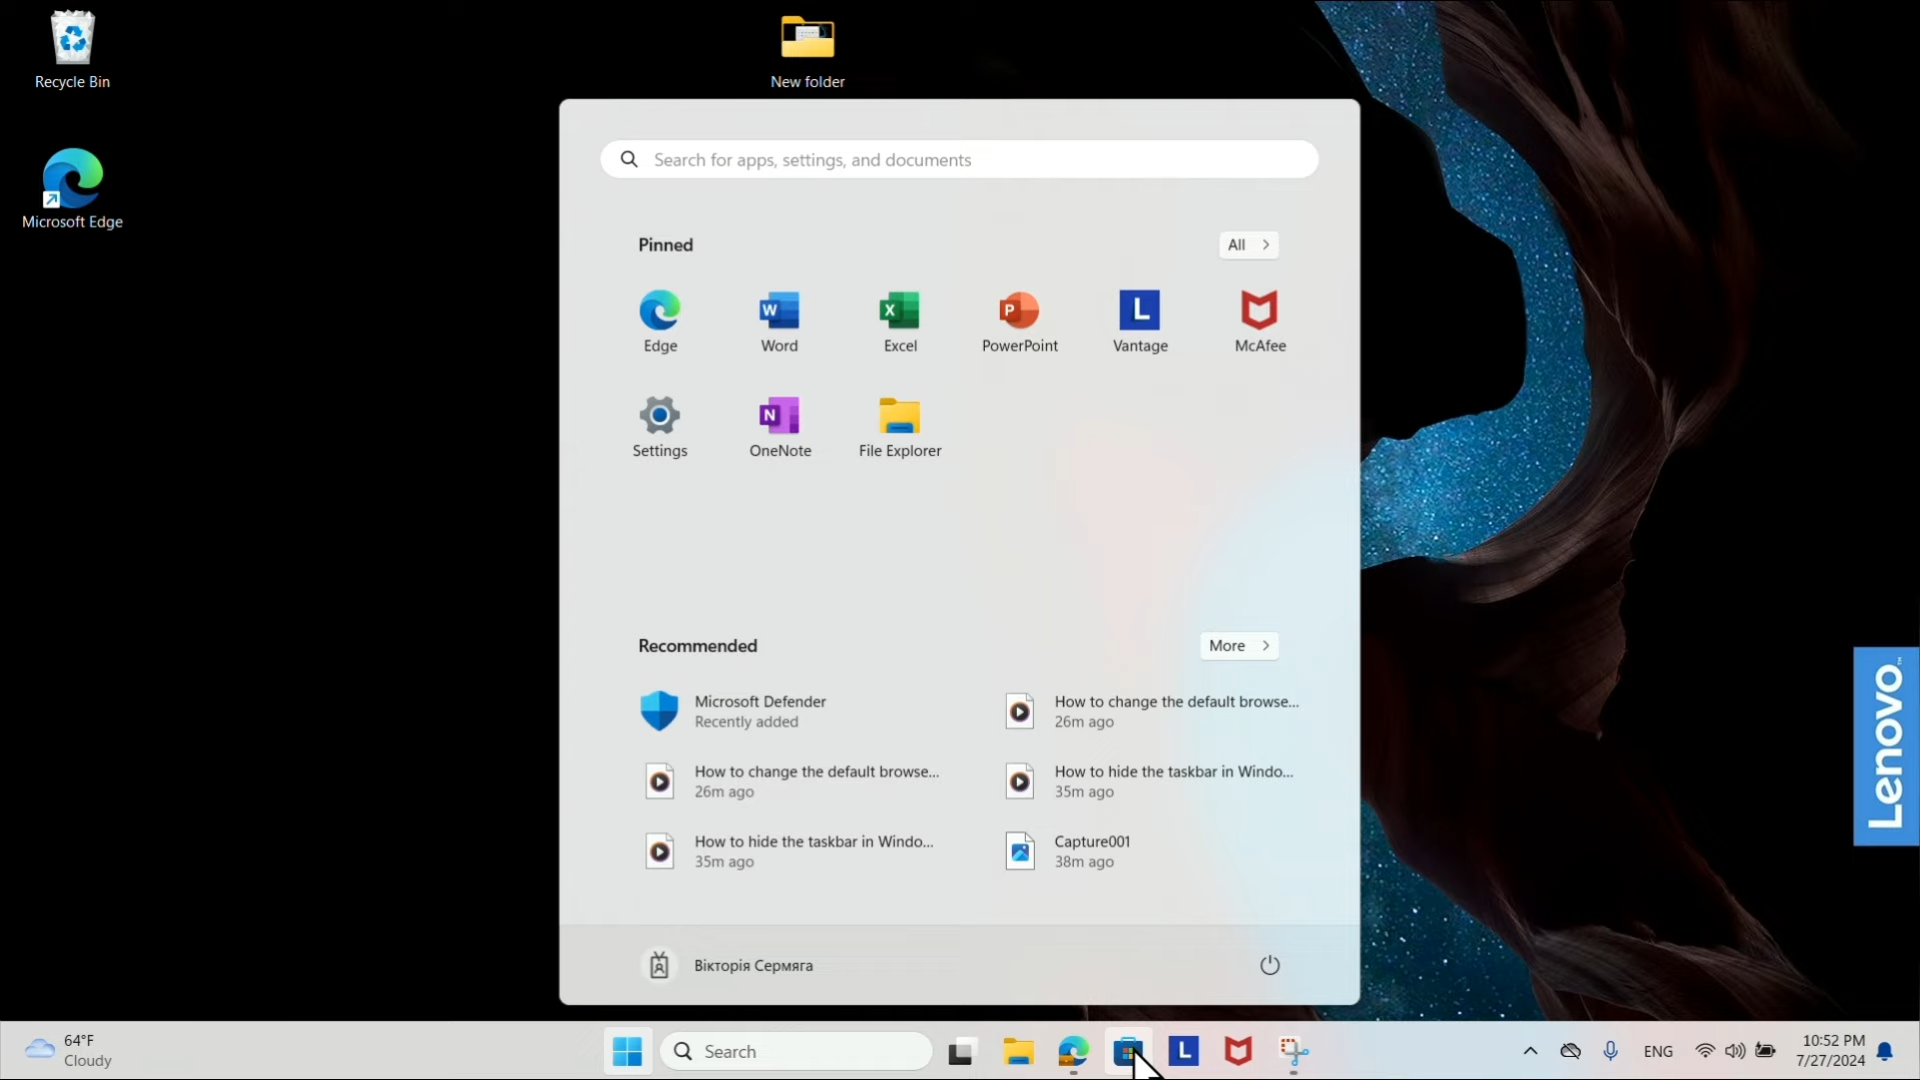 Recycle Bin
New folder
Microsoft Edge
Search for apps, settings, and documents
Pinned
All
Edge
Word
Excel
PowerPoint
Vantage
McAfee
Settings
OneNote
File Explorer
Recommended
More
Microsoft Defender
Recently added
How to change the default browse...
26m ago
How to change the default browse...
26m ago
How to hide the taskbar in Windo...
35m ago
How to hide the taskbar in Windo...
35m ago
Capture001
38m ago
Вікторія Сермяга
Lenovo™
64°F
Cloudy
Search
ENG
10:52 PM
7/27/2024